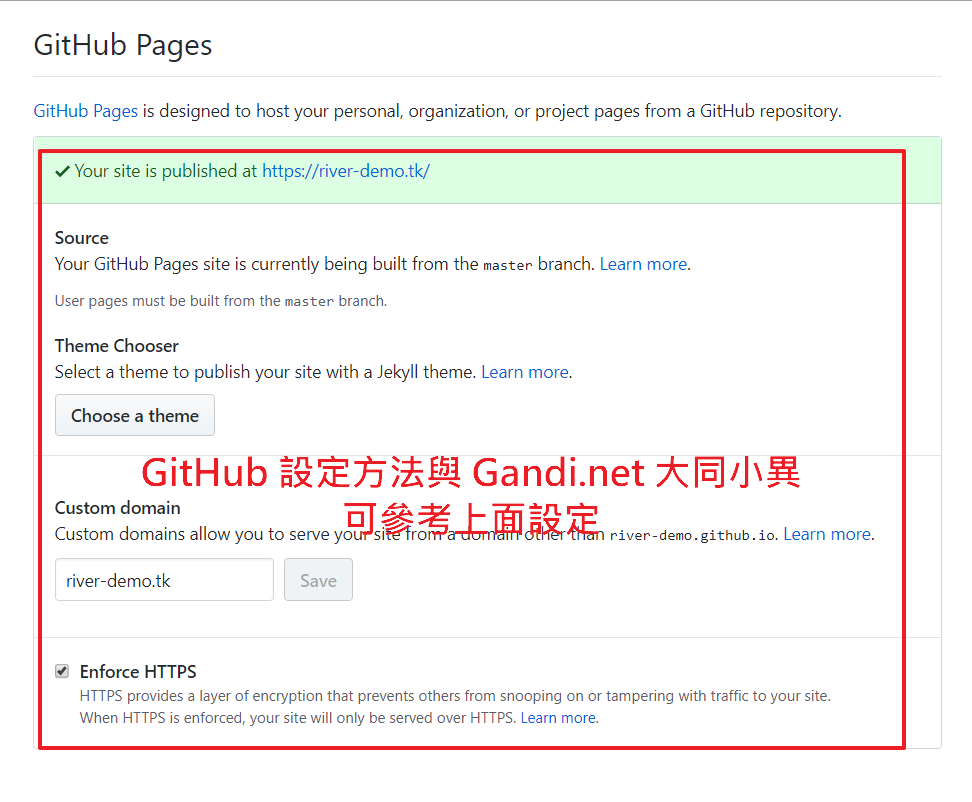 GitHub Pages
GitHub Pages is designed to host your personal, organization, or project pages from a GitHub repository.
Your site is published at https://river-demo.tk/
Source
Your GitHub Pages site is currently being built from the master branch. Learn more.
User pages must be built from the master branch.
Theme Chooser
Select a theme to publish your site with a Jekyll theme. Learn more.
Choose a theme
GitHub 設定方法與 Gandi.net 大同小異
可參考上面設定
Custom domain
Custom domains allow you to serve your site from a domain other than river-demo.github.io. Learn more.
river-demo.tk Save
Enforce HTTPS
HTTPS provides a layer of encryption that prevents others from snooping on or tampering with traffic to your site.
When HTTPS is enforced, your site will only be served over HTTPS. Learn more.